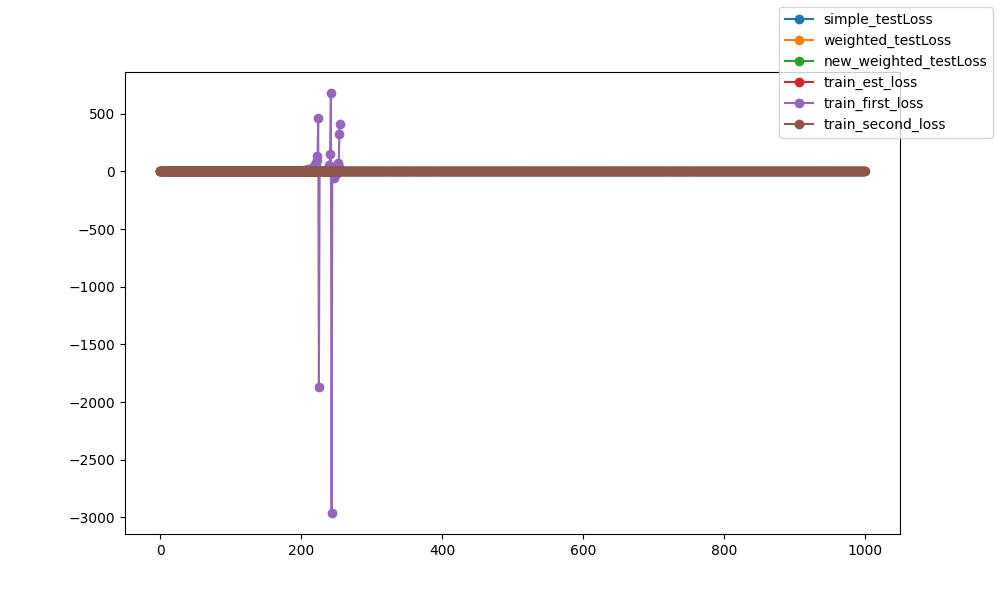 simple_testLoss
weighted_testLoss
new_weighted_testLoss
train_est_loss
train_first_loss
train_second_loss
500
0
−500
−1000
−1500
−2000
−2500
−3000
0 200 400 600 800 1000